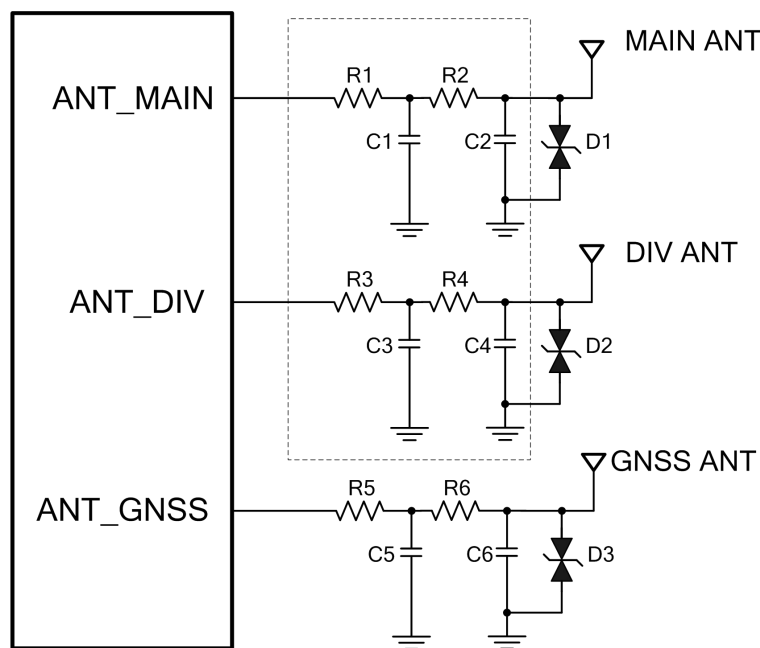 MAIN ANT
R1 R2
ANT_MAIN
C1 C2 D1
DIV ANT
R3 R4
ANT_DIV
C3 C4 D2
GNSS ANT
R5 R6
ANT_GNSS
C5 C6 D3